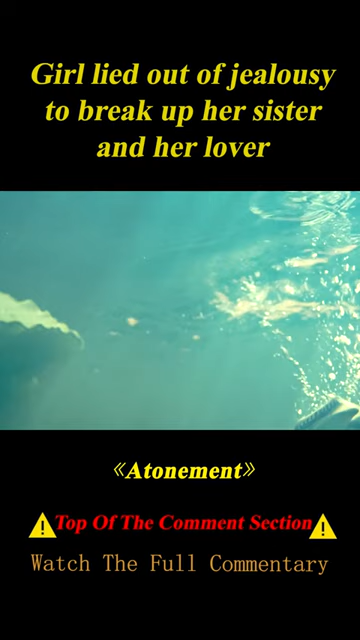 Girl lied out of jealousy
to break up her sister
and her lover
《Atonement》
Top Of The Comment Section
Watch The Full Commentary